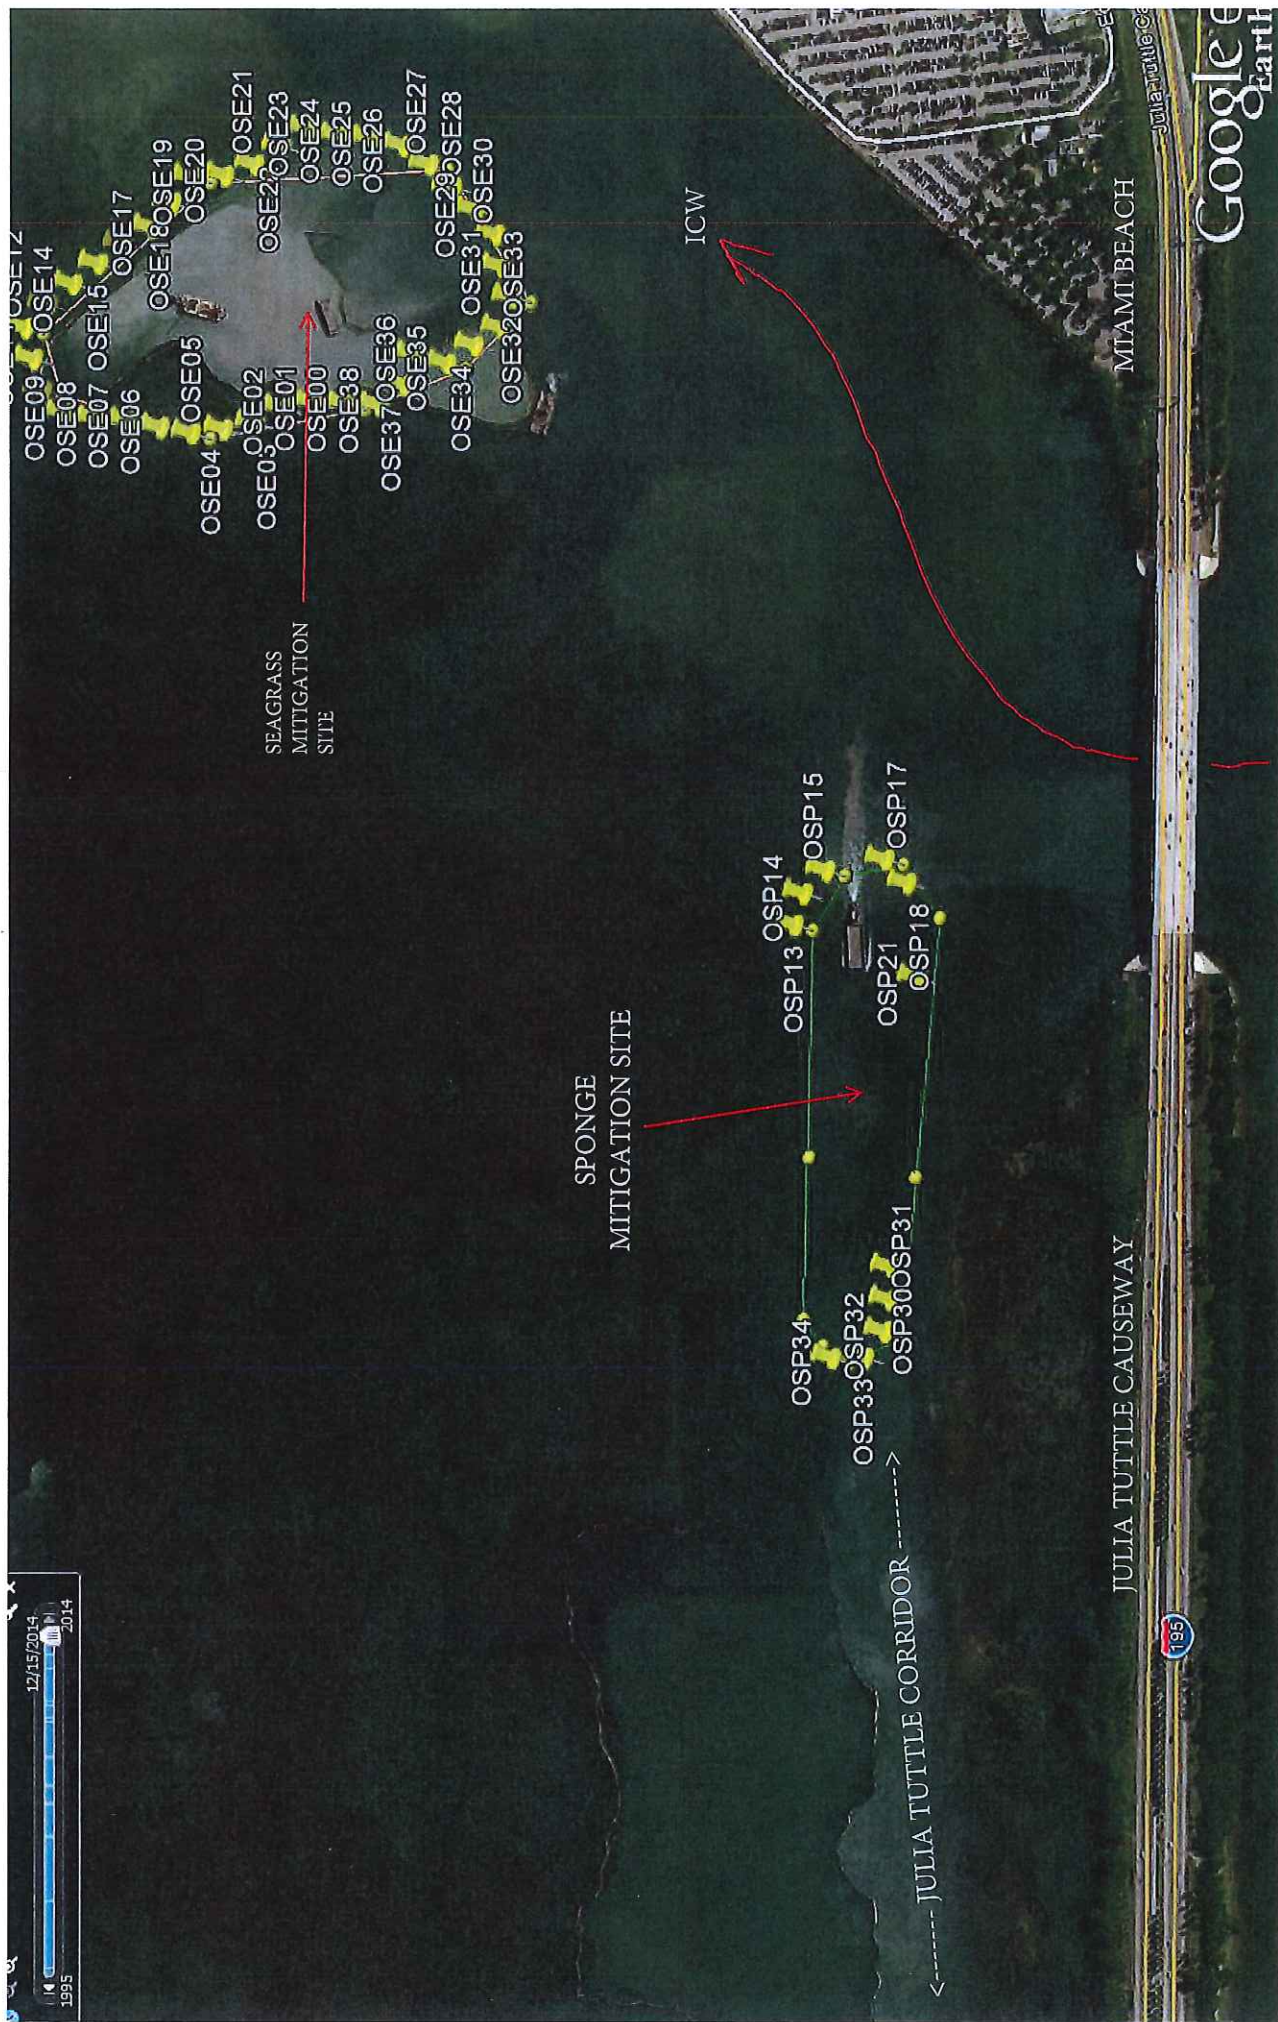 12/15/2014
1995
2014
OSE12
OSE09
OSE14
OSE08
OSE07
OSE15
OSE17
OSE06
OSE18
OSE19
OSE05
OSE20
OSE04
OSE02
OSE21
OSE03
OSE01
OSE22
OSE23
OSE00
OSE24
OSE38
OSE25
OSE37
OSE36
OSE26
OSE35
OSE27
OSE34
OSE29
OSE28
OSE31
OSE30
OSE32
OSE33
SEAGRASS
MITIGATION
SITE
ICW
SPONGE
MITIGATION SITE
OSP34
OSP13
OSP14
OSP15
OSP33
OSP32
OSP30
OSP31
OSP21
OSP18
OSP17
<------ JULIA TUTTLE CORRIDOR ------->
JULIA TUTTLE CAUSEWAY
MIAMI BEACH
195
Google
Earth